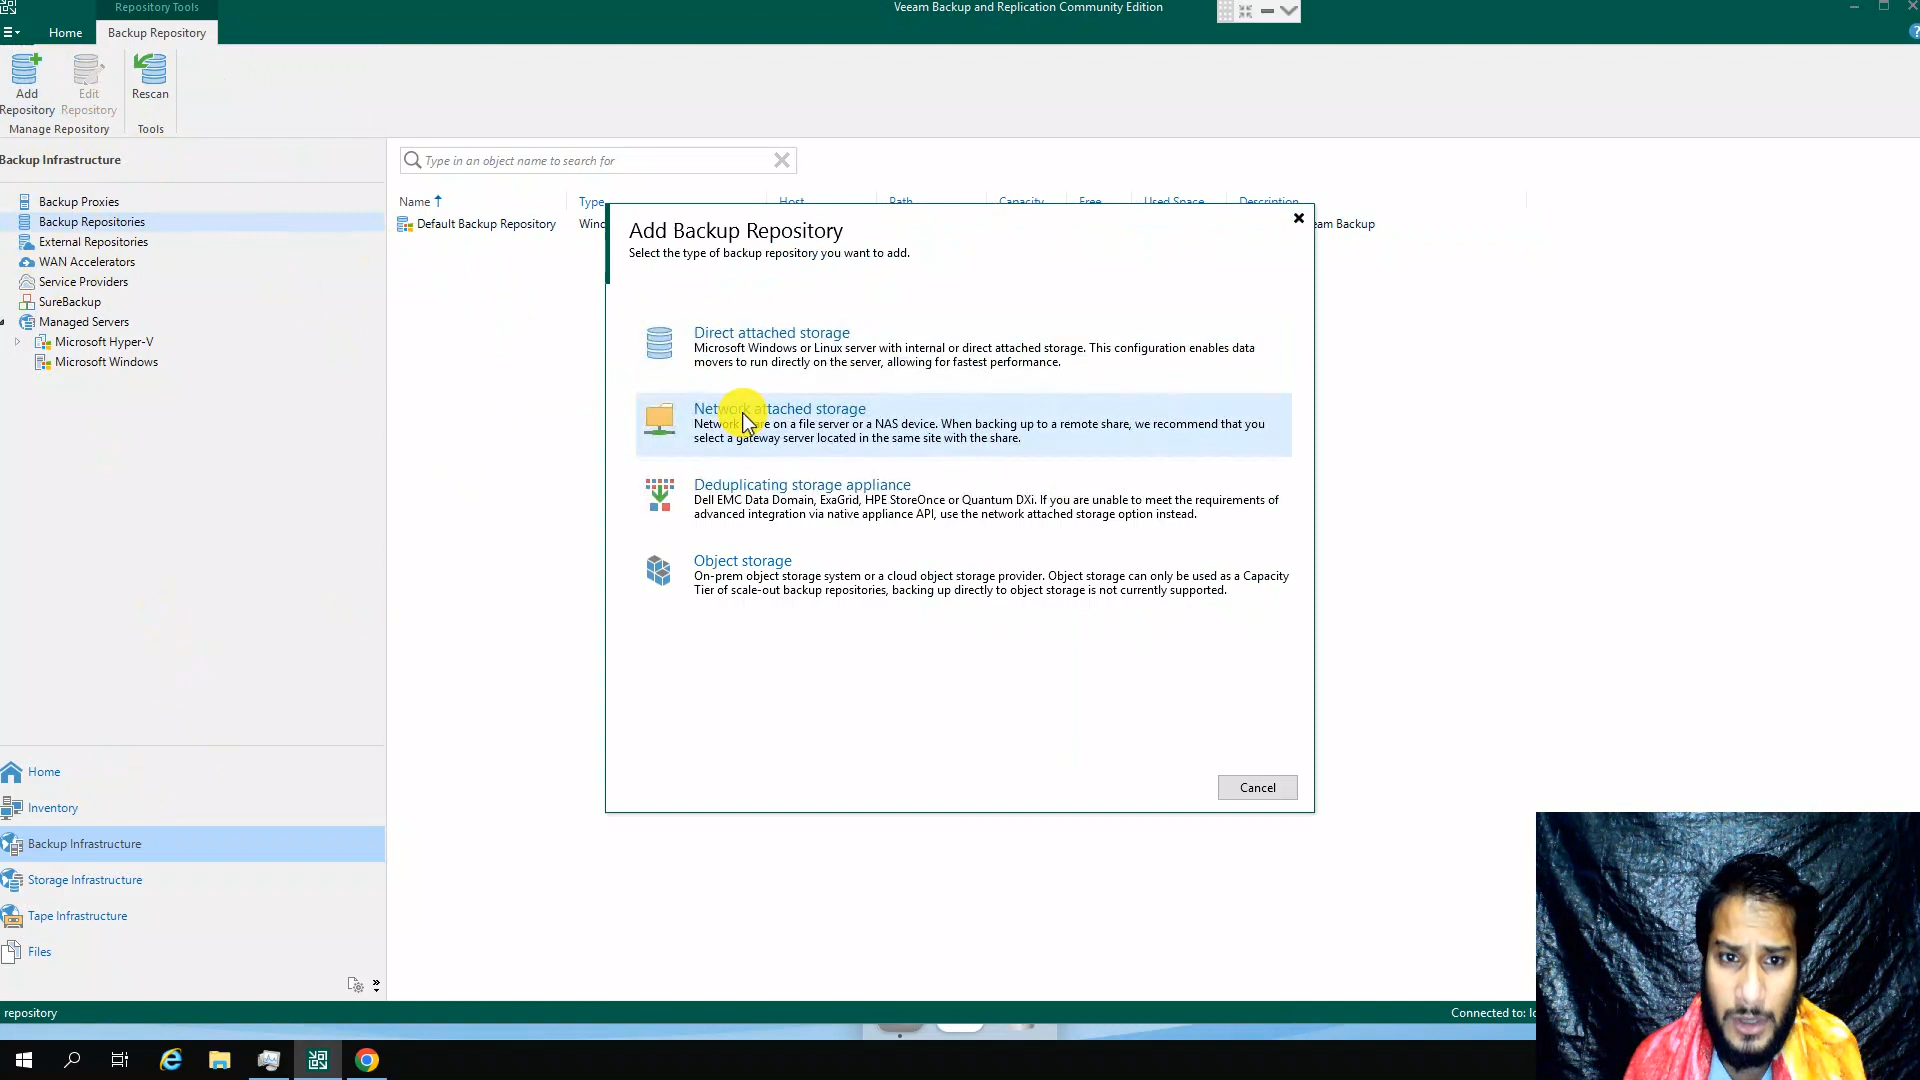 Repository Tools
Veeam Backup and Replication Community Edition
Home
Backup Repository
Add
Repository
Edit
Repository
Rescan
Manage Repository
Tools
Backup Infrastructure
Type in an object name to search for
Backup Proxies
Backup Repositories
External Repositories
WAN Accelerators
Service Providers
SureBackup
Managed Servers
Microsoft Hyper-V
Microsoft Windows
Name
Type
Host
Path
Capacity
Free
Used Space
Description
Default Backup Repository
Backup
Add Backup Repository
Select the type of backup repository you want to add.
Direct attached storage
Microsoft Windows or Linux server with internal or direct attached storage. This configuration enables data
movers to run directly on the server, allowing for fastest performance.
Network attached storage
Network share on a file server or a NAS device. When backing up to a remote share, we recommend that you
select a gateway server located in the same site with the share.
Deduplicating storage appliance
Dell EMC Data Domain, ExaGrid, HPE StoreOnce or Quantum DXi. If you are unable to meet the requirements of
advanced integration via native appliance API, use the network attached storage option instead.
Object storage
On-prem object storage system or a cloud object storage provider. Object storage can only be used as a Capacity
Tier of scale-out backup repositories, backing up directly to object storage is not currently supported.
Cancel
Home
Inventory
Backup Infrastructure
Storage Infrastructure
Tape Infrastructure
Files
repository
Connected to: